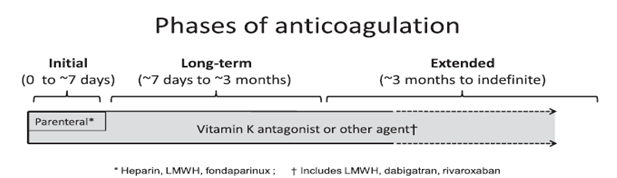 Phases of anticoagulation
Initial Long-term Extended
(0 to ~7 days) (~7 days to ~3 months) (~3 months to indefinite)
Parenteral*
Vitamin K antagonist or other agent†
* Heparin, LMWH, fondaparinux ; † Includes LMWH, dabigatran, rivaroxaban